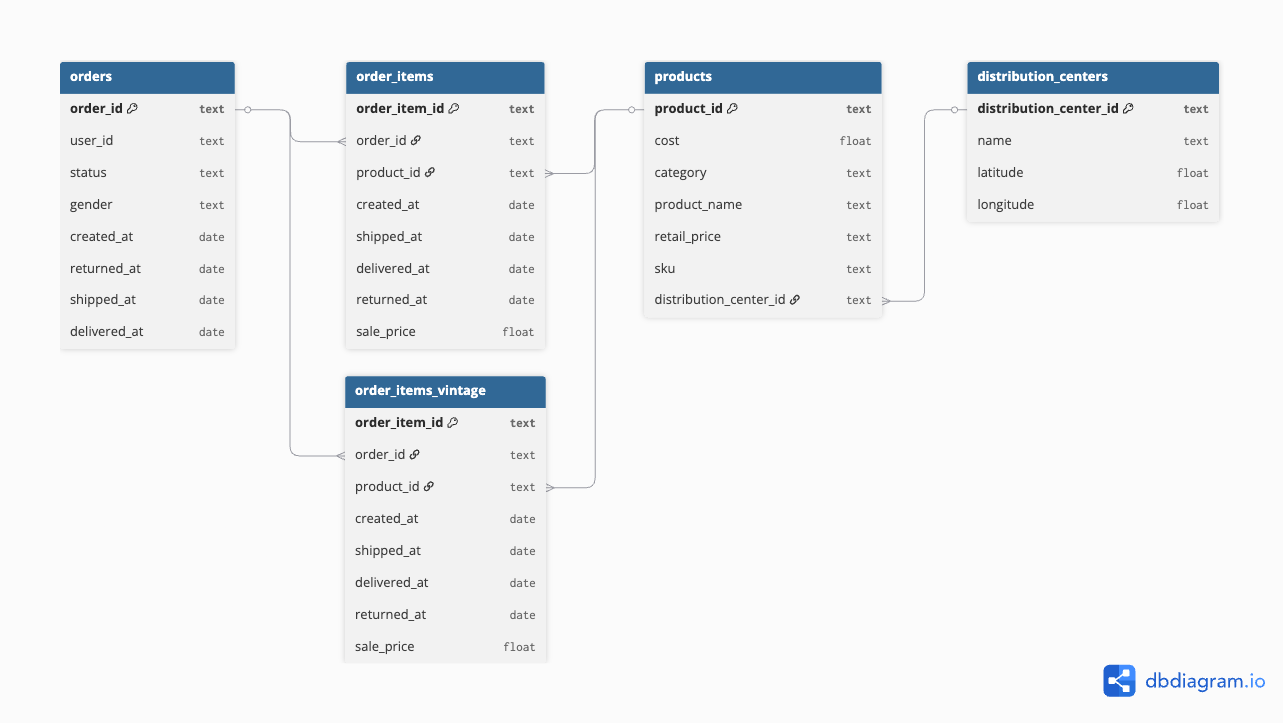 orders
order_id text
user_id text
status text
gender text
created_at date
returned_at date
shipped_at date
delivered_at date
order_items
order_item_id text
order_id text
product_id text
created_at date
shipped_at date
delivered_at date
returned_at date
sale_price float
products
product_id text
cost float
category text
product_name text
retail_price text
sku text
distribution_center_id text
distribution_centers
distribution_center_id text
name text
latitude float
longitude float
order_items_vintage
order_item_id text
order_id text
product_id text
created_at date
shipped_at date
delivered_at date
returned_at date
sale_price float
dbdiagram.io